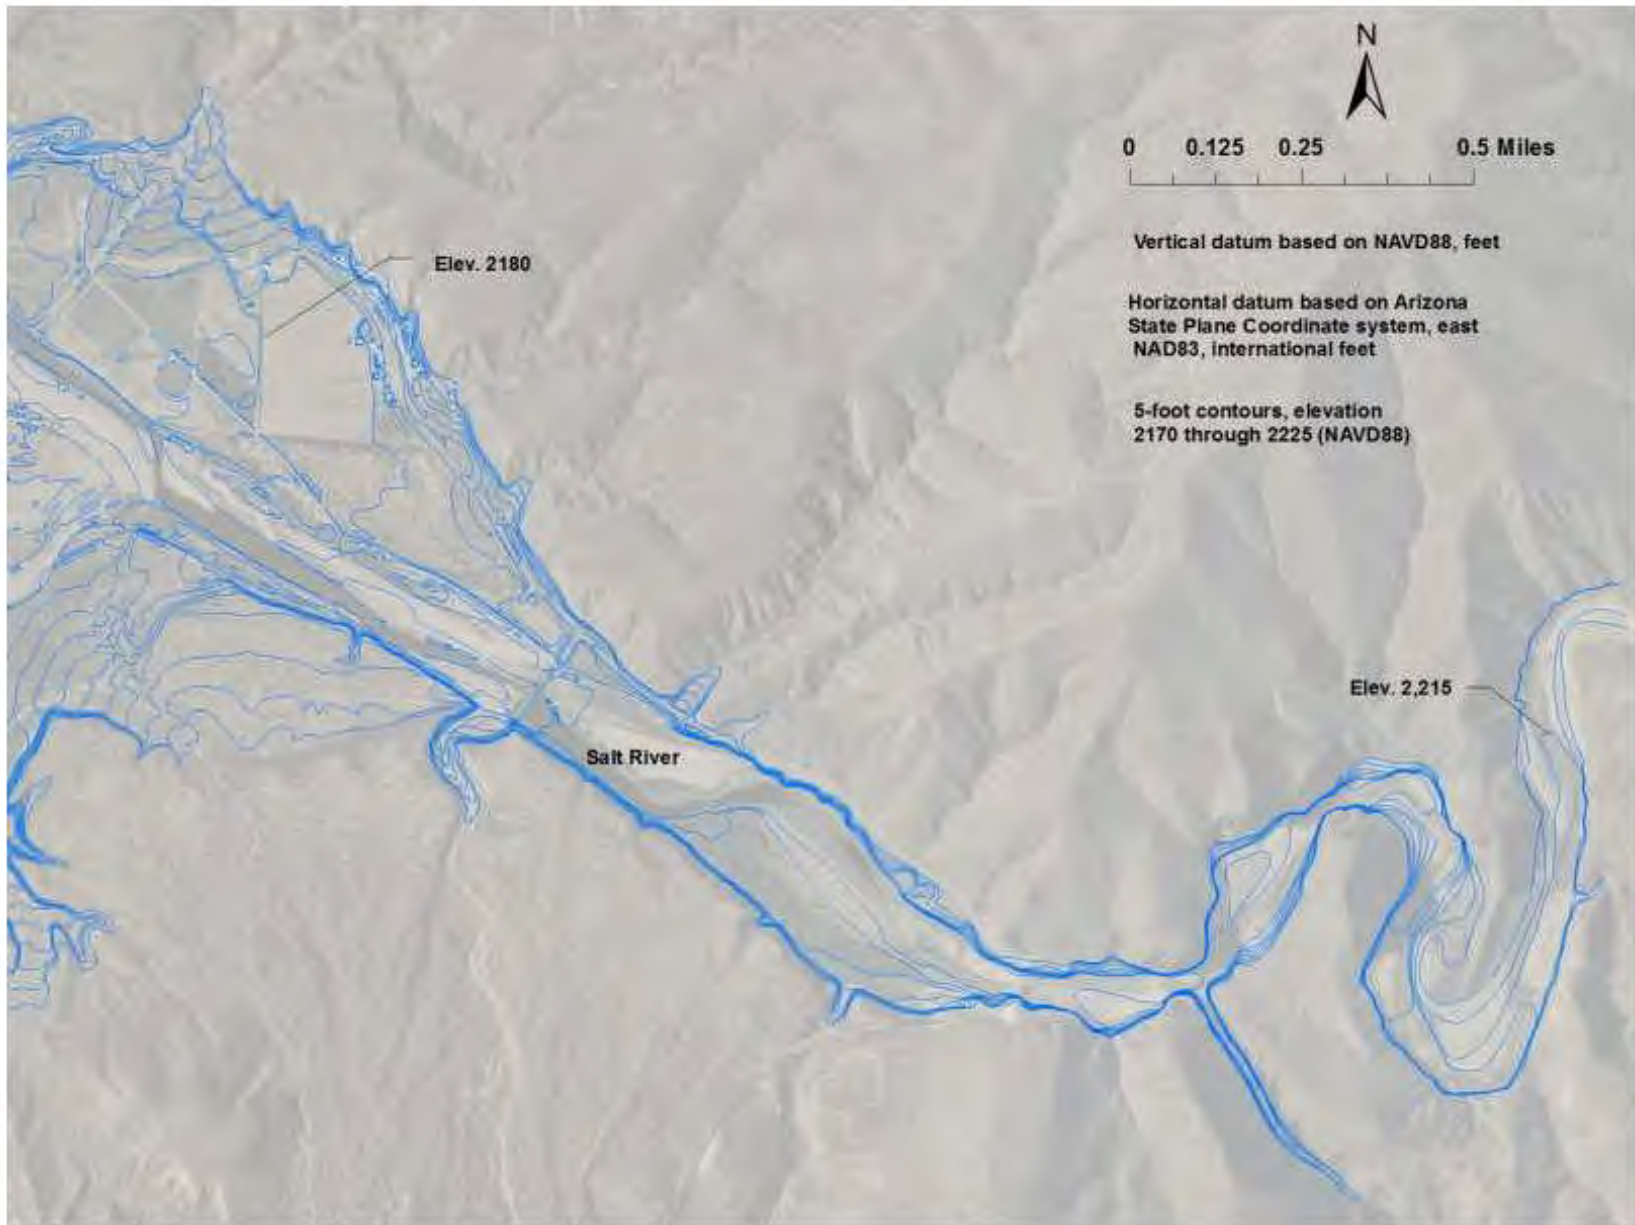 N
0 0.125 0.25 0.5 Miles
Vertical datum based on NAVD88, feet
Elev. 2180
Horizontal datum based on Arizona
State Plane Coordinate system, east
NAD83, international feet
5-foot contours, elevation
2170 through 2225 (NAVD88)
Elev. 2,215
Salt River